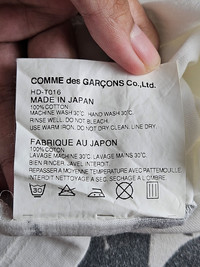 COMME des GARÇONS Co.,Ltd.
HD-T016
MADE IN JAPAN
100% COTTON
MACHINE WASH 30°C HAND WASH 30°C.
RINSE WELL. DO NOT BLEACH.
USE WARM IRON. DO NOT DRY CLEAN. LINE DRY.
FABRIQUE AU JAPON
100% COTON
LAVAGE MACHINE 30°C. LAVAGE MAINS 30°C.
BIEN RINCER. JAVEL INTERDIT.
REPASSER A MOYENNE TEMPERATURE AVEC PATTEMOUILLE.
INTERDIT NETTOYAGE A SEC. SECHAGE A L'OMBRE.
30